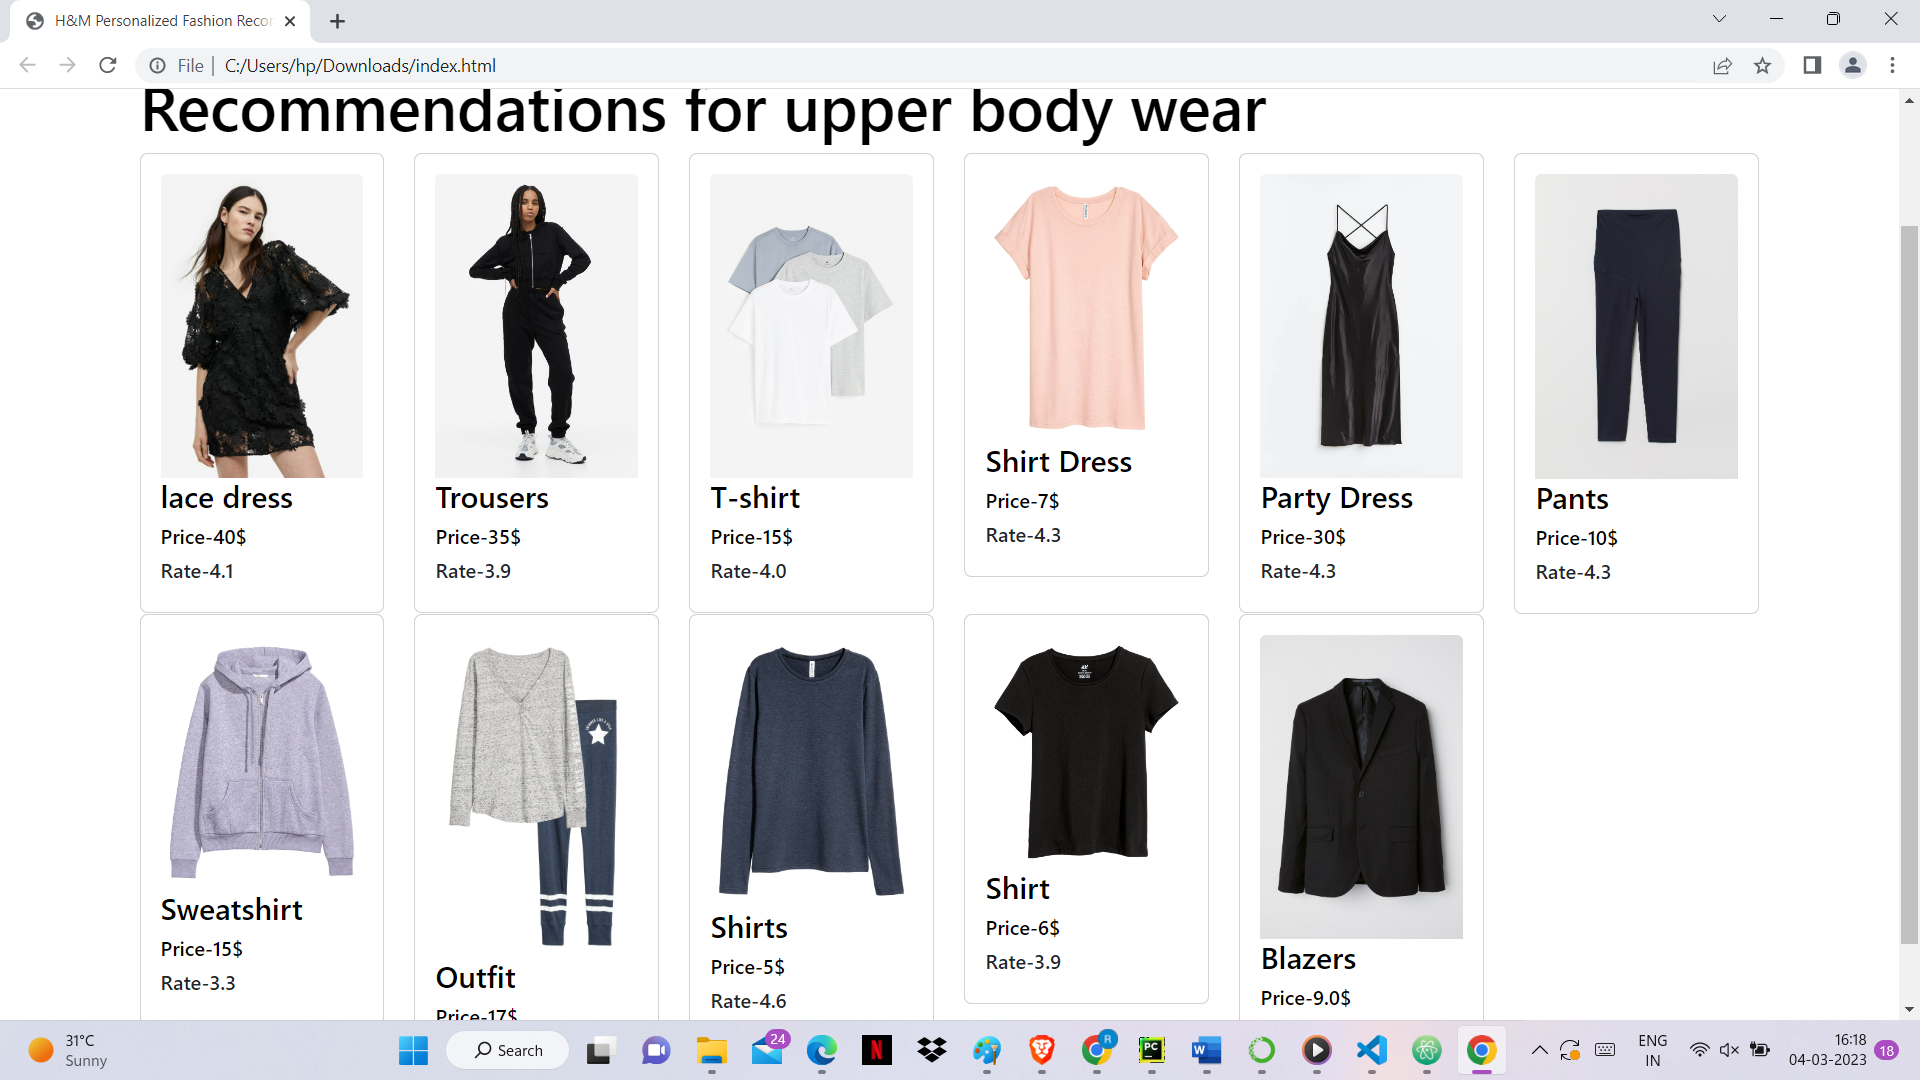 H&M Personalized Fashion Recor
File
C:/Users/hp/Downloads/index.html
Recommendations for upper body wear
lace dress
Price-40$
Rate-4.1
Trousers
Price-35$
Rate-3.9
T-shirt
Price-15$
Rate-4.0
Shirt Dress
Price-7$
Rate-4.3
Party Dress
Price-30$
Rate-4.3
Pants
Price-10$
Rate-4.3
Sweatshirt
Price-15$
Rate-3.3
Outfit
Price-17$
Shirts
Price-5$
Rate-4.6
Shirt
Price-6$
Rate-3.9
Blazers
Price-9.0$
31°C
Sunny
Search
24
N
R
PC
W
ENG
IN
16:18
04-03-2023
18